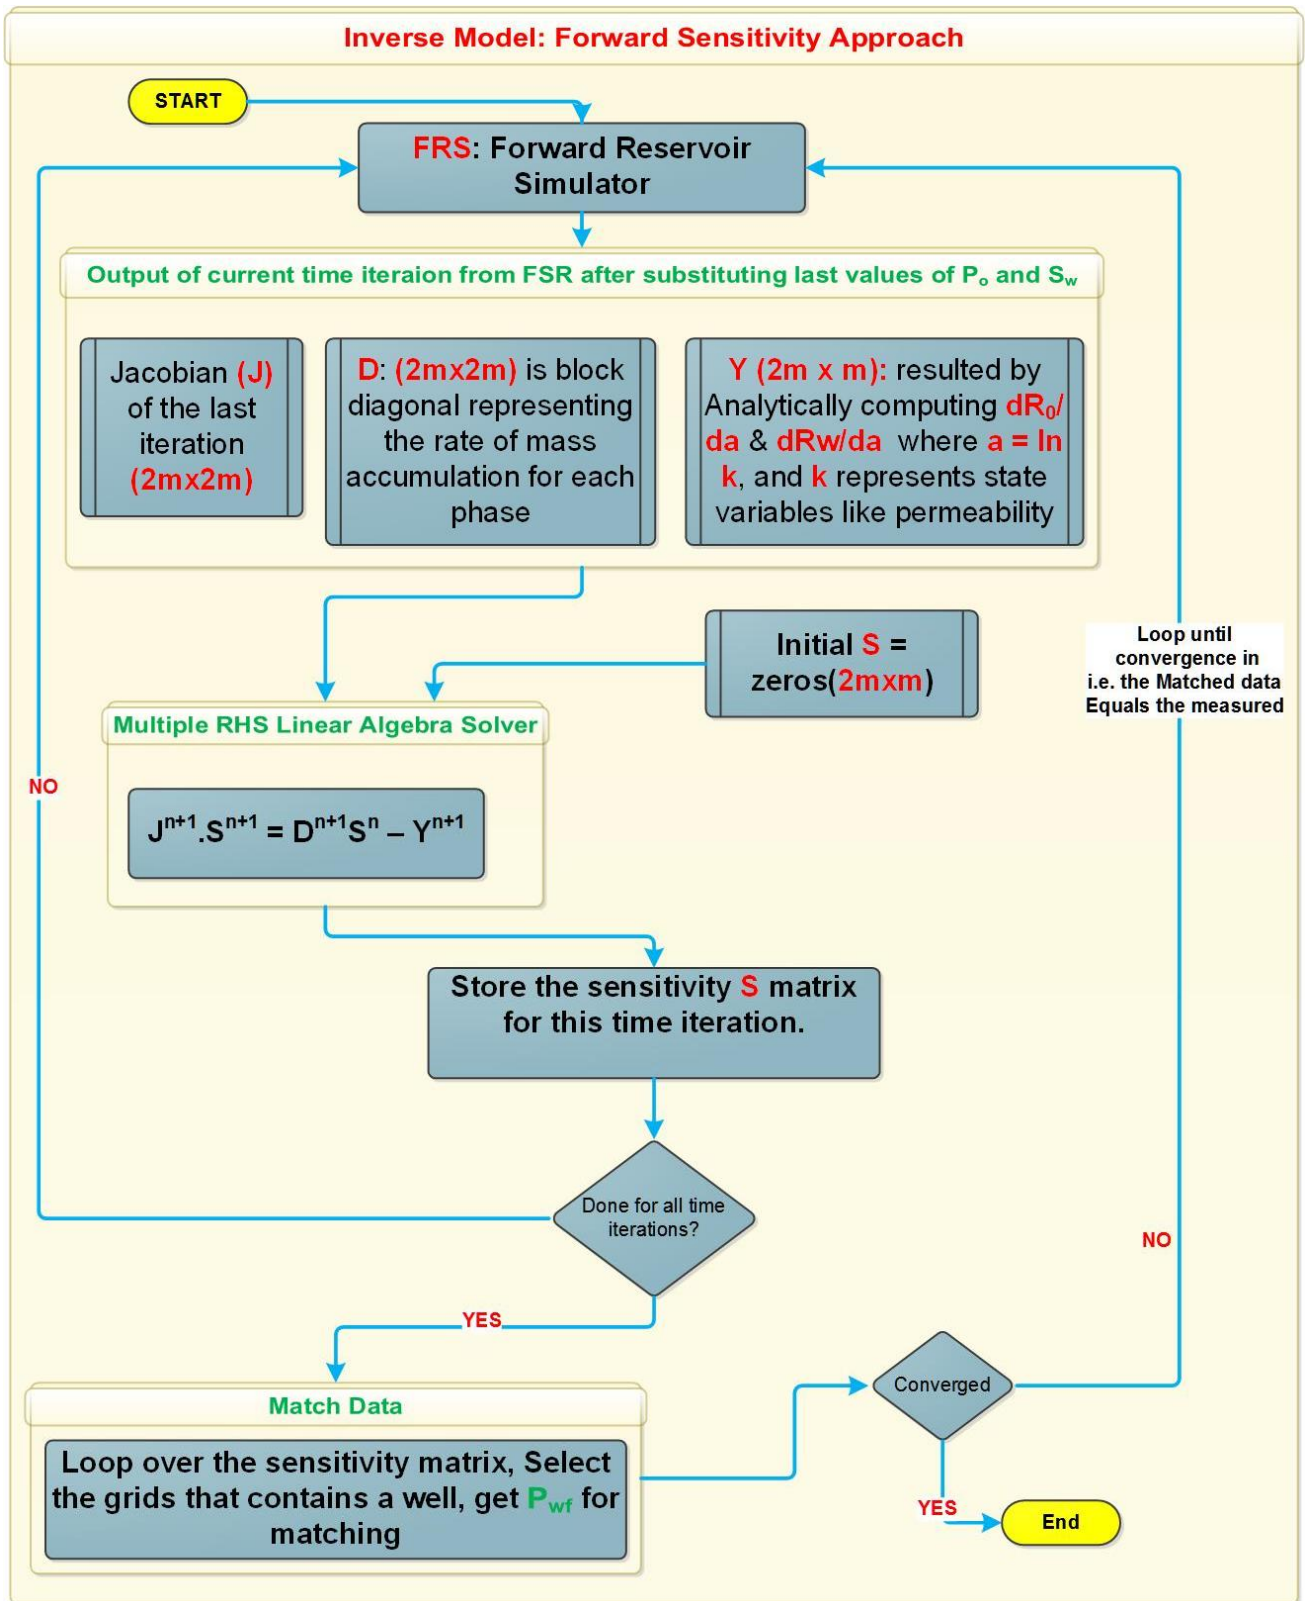 Inverse Model: Forward Sensitivity Approach
START
FRS: Forward Reservoir
Simulator
Output of current time iteraion from FSR after substituting last values of Pₒ and S_w
Jacobian (J)
of the last
iteration
(2mx2m)
D: (2mx2m) is block
diagonal representing
the rate of mass
accumulation for each
phase
Y (2m x m): resulted by
Analytically computing dR₀/
da & dRw/da where a = ln
k, and k represents state
variables like permeability
Initial S =
zeros(2mxm)
Loop until
convergence in
i.e. the Matched data
Equals the measured
Multiple RHS Linear Algebra Solver
Jⁿ⁺¹.Sⁿ⁺¹ = Dⁿ⁺¹Sⁿ – Yⁿ⁺¹
NO
Store the sensitivity S matrix
for this time iteration.
Done for all time
iterations?
NO
YES
Match Data
Loop over the sensitivity matrix, Select
the grids that contains a well, get P_wf for
matching
Converged
YES
End